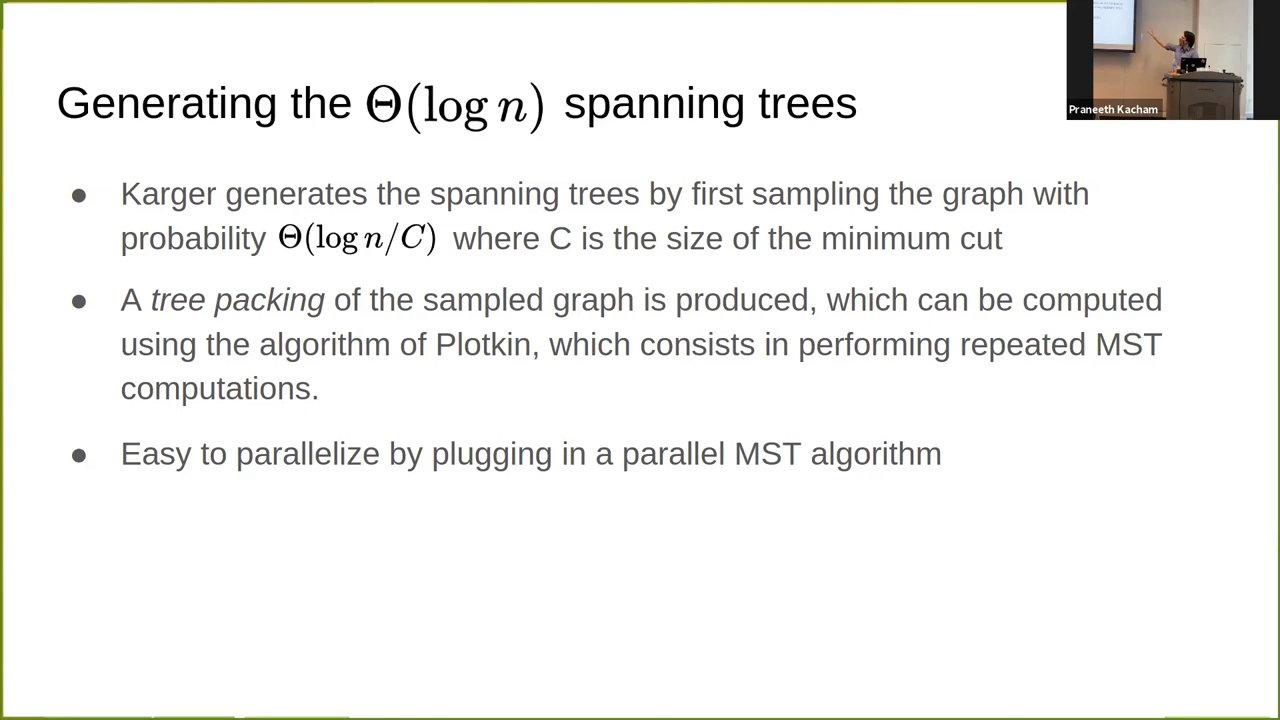 Generating the Θ(log n) spanning trees
● Karger generates the spanning trees by first sampling the graph with
probability Θ(log n/C) where C is the size of the minimum cut
● A tree packing of the sampled graph is produced, which can be computed
using the algorithm of Plotkin, which consists in performing repeated MST
computations.
● Easy to parallelize by plugging in a parallel MST algorithm
Praneeth Kacham